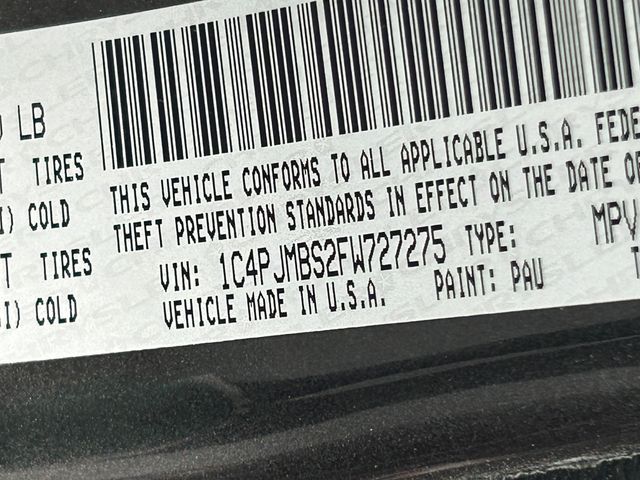 LB
TIRES
COLD
TIRES
COLD
THIS VEHICLE CONFORMS TO ALL APPLICABLE U.S.A.
THEFT PREVENTION STANDARDS IN EFFECT ON THE DATE OF
VIN: 1C4PJMBS2FW727275 TYPE: MPV
VEHICLE MADE IN U.S.A. PAINT: PAU